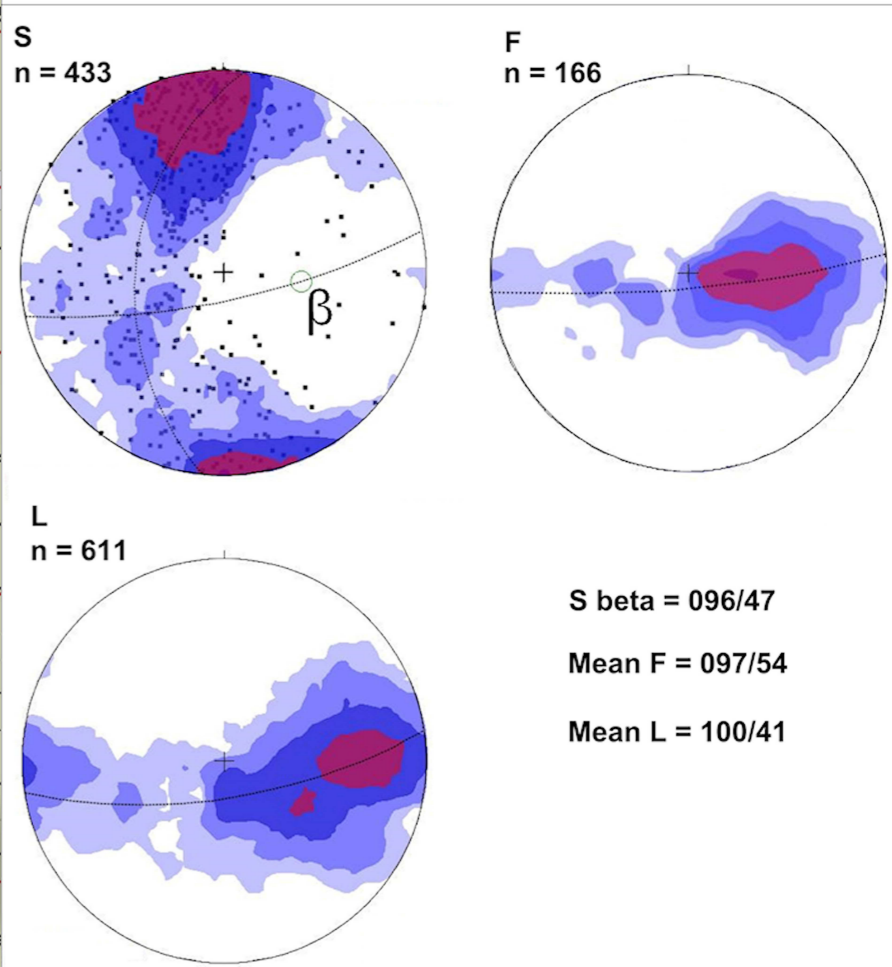 S
n = 433
F
n = 166
β
L
n = 611
S beta = 096/47
Mean F = 097/54
Mean L = 100/41